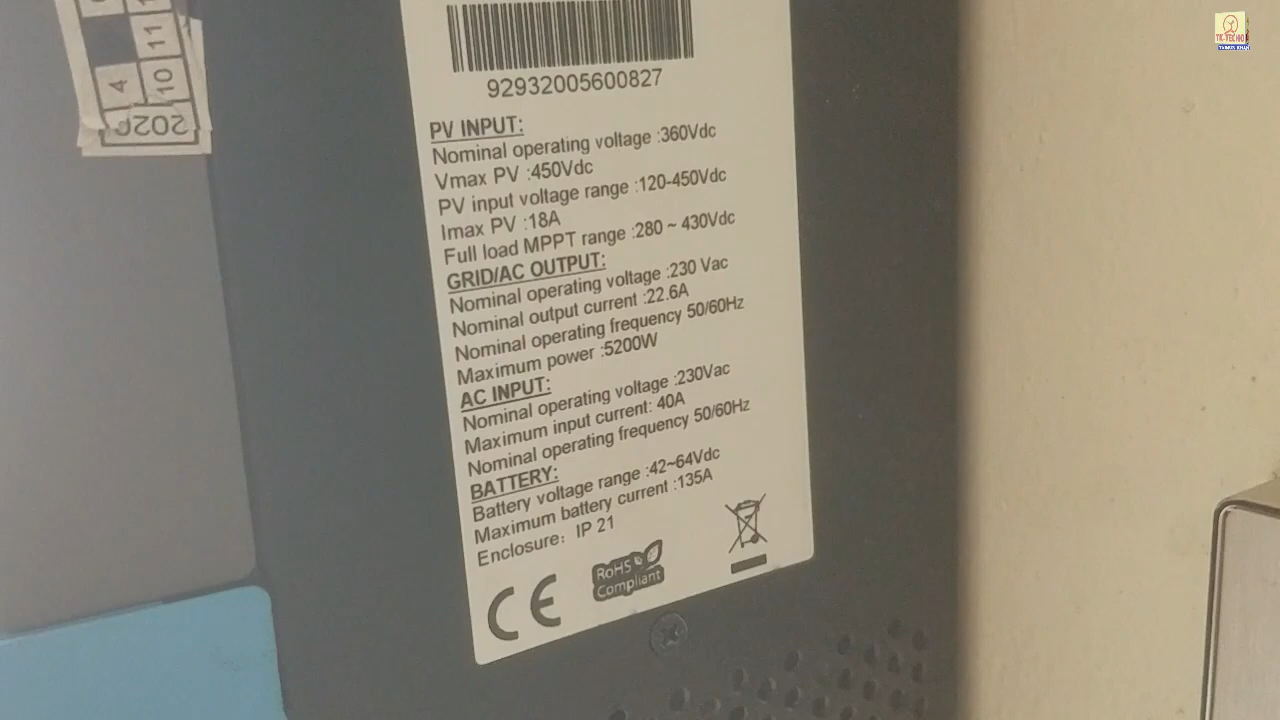 11
4
10
2020
92932005600827
PV INPUT:
Nominal operating voltage :360Vdc
Vmax PV :450Vdc
PV input voltage range :120-450Vdc
Imax PV :18A
Full load MPPT range :280 ~ 430Vdc
GRID/AC OUTPUT:
Nominal operating voltage :230 Vac
Nominal output current :22.6A
Nominal operating frequency 50/60Hz
Maximum power :5200W
AC INPUT:
Nominal operating voltage :230Vac
Maximum input current: 40A
Nominal operating frequency 50/60Hz
BATTERY:
Battery voltage range :42~64Vdc
Maximum battery current :135A
Enclosure: IP 21
CE
RoHS
Compliant